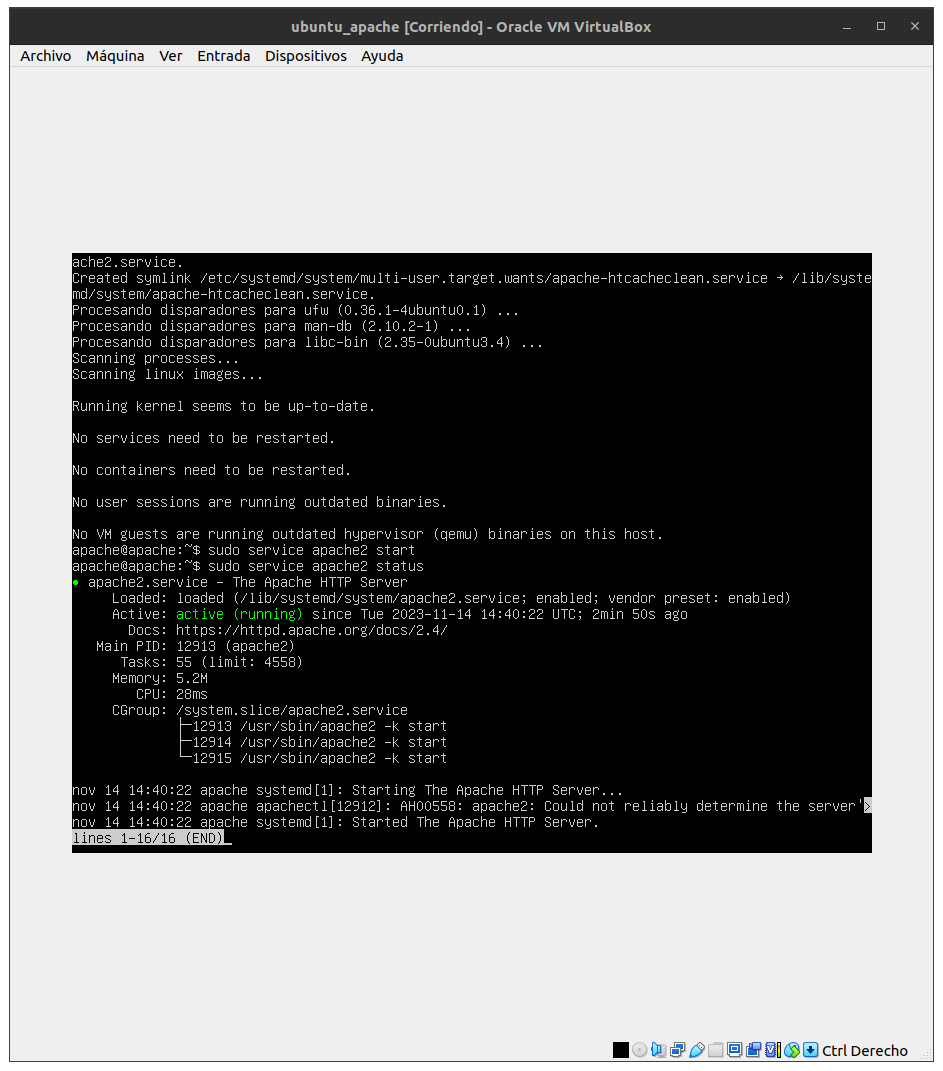 ubuntu_apache [Corriendo] - Oracle VM VirtualBox
Archivo Máquina Ver Entrada Dispositivos Ayuda
ache2.service.
Created symlink /etc/systemd/system/multi-user.target.wants/apache-htcacheclean.service → /lib/syste
md/system/apache-htcacheclean.service.
Procesando disparadores para ufw (0.36.1-4ubuntu0.1) ...
Procesando disparadores para man-db (2.10.2-1) ...
Procesando disparadores para libc-bin (2.35-0ubuntu3.4) ...
Scanning processes...
Scanning linux images...
Running kernel seems to be up-to-date.
No services need to be restarted.
No containers need to be restarted.
No user sessions are running outdated binaries.
No VM guests are running outdated hypervisor (qemu) binaries on this host.
apache@apache:~$ sudo service apache2 start
apache@apache:~$ sudo service apache2 status
● apache2.service - The Apache HTTP Server
Loaded: loaded (/lib/systemd/system/apache2.service; enabled; vendor preset: enabled)
Active: active (running) since Tue 2023-11-14 14:40:22 UTC; 2min 50s ago
Docs: https://httpd.apache.org/docs/2.4/
Main PID: 12913 (apache2)
Tasks: 55 (limit: 4558)
Memory: 5.2M
CPU: 28ms
CGroup: /system.slice/apache2.service
├─12913 /usr/sbin/apache2 -k start
├─12914 /usr/sbin/apache2 -k start
└─12915 /usr/sbin/apache2 -k start
nov 14 14:40:22 apache systemd[1]: Starting The Apache HTTP Server...
nov 14 14:40:22 apache apachectl[12912]: AH00558: apache2: Could not reliably determine the server'>
nov 14 14:40:22 apache systemd[1]: Started The Apache HTTP Server.
lines 1-16/16 (END)
Ctrl Derecho